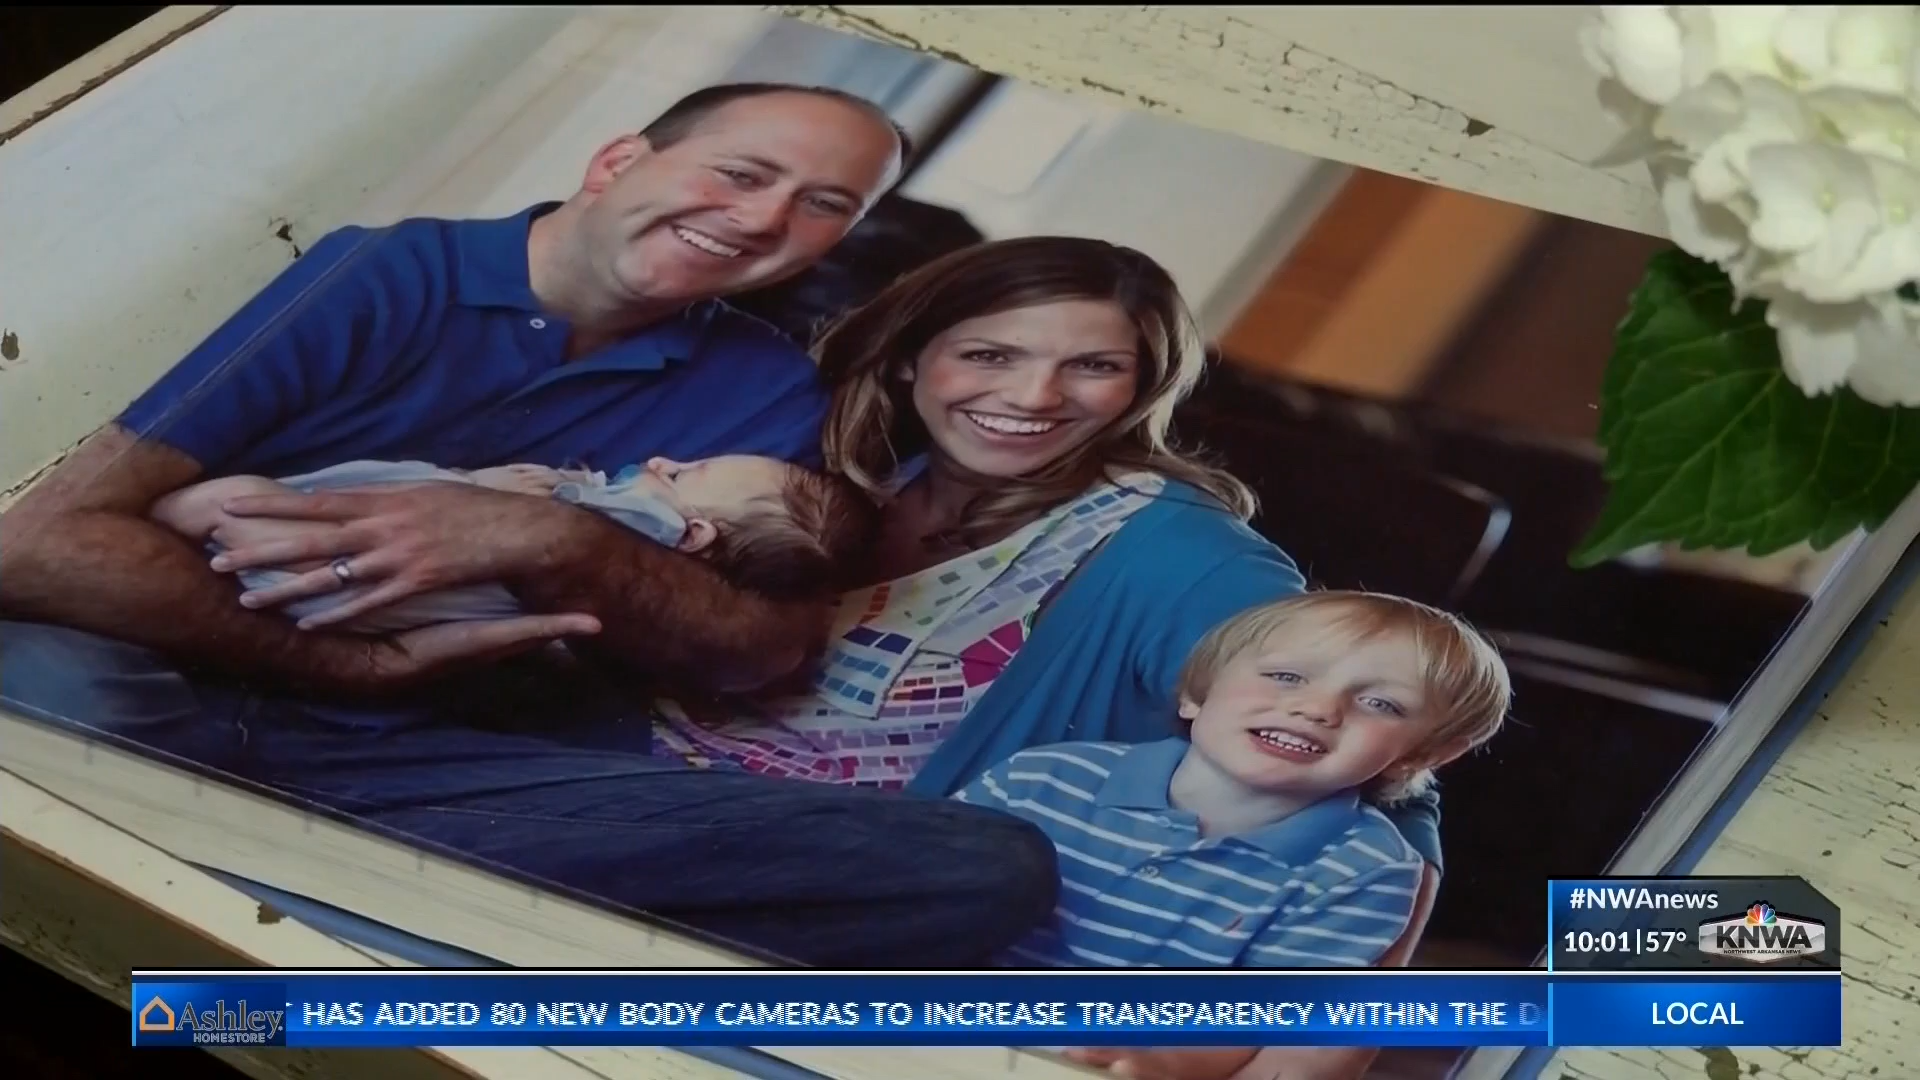 #NWAnews
10:01|57°
KNWA
NORTHWEST ARKANSAS NEWS
Ashley
HOMESTORE
HAS ADDED 80 NEW BODY CAMERAS TO INCREASE TRANSPARENCY WITHIN THE
LOCAL